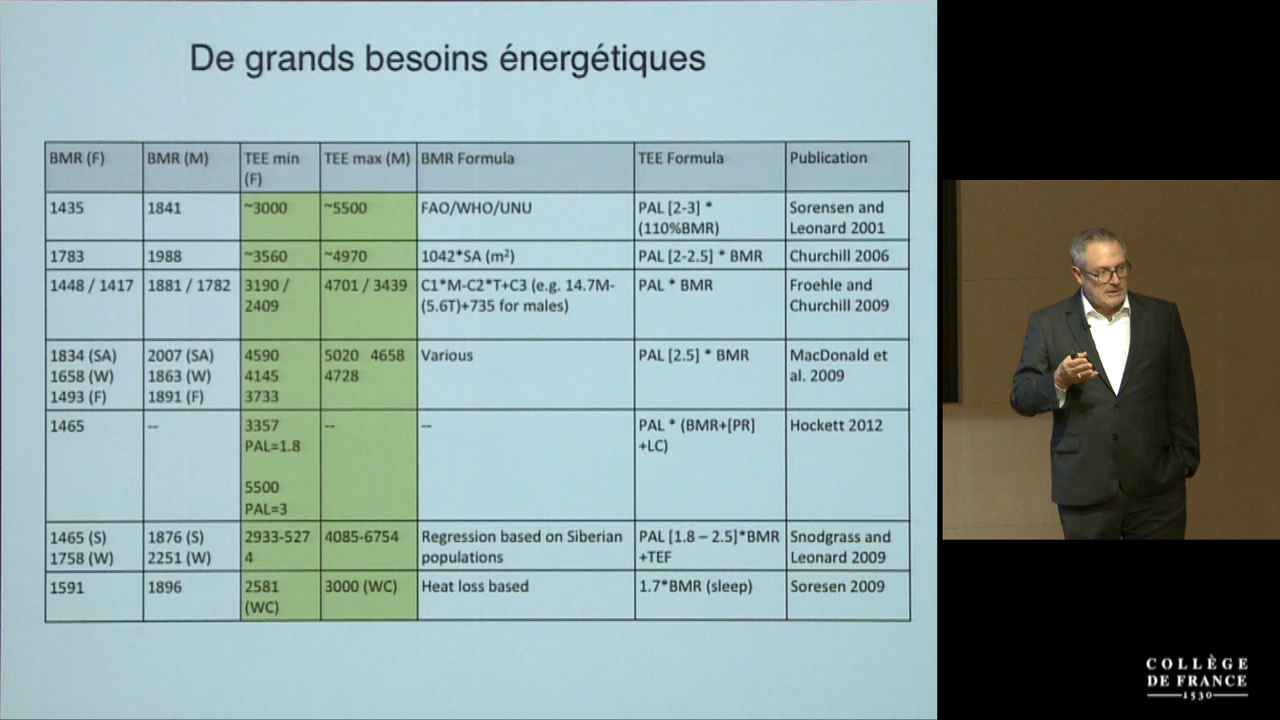 De grands besoins énergétiques
BMR (F) BMR (M) TEE min (F) TEE max (M) BMR Formula TEE Formula Publication
1435 1841 ~3000 ~5500 FAO/WHO/UNU PAL [2-3] * (110%BMR) Sorensen and Leonard 2001
1783 1988 ~3560 ~4970 1042*SA (m²) PAL [2-2.5] * BMR Churchill 2006
1448 / 1417 1881 / 1782 3190 / 2409 4701 / 3439 C1*M-C2*T+C3 (e.g. 14.7M-(5.6T)+735 for males) PAL * BMR Froehle and Churchill 2009
1834 (SA) 1658 (W) 1493 (F) 2007 (SA) 1863 (W) 1891 (F) 4590 4145 3733 5020 4658 4728 Various PAL [2.5] * BMR MacDonald et al. 2009
1465 -- 3357 PAL=1.8 5500 PAL=3 -- -- PAL * (BMR+[PR]+LC) Hockett 2012
1465 (S) 1758 (W) 1876 (S) 2251 (W) 2933-5274 4085-6754 Regression based on Siberian populations PAL [1.8 – 2.5]*BMR +TEF Snodgrass and Leonard 2009
1591 1896 2581 (WC) 3000 (WC) Heat loss based 1.7*BMR (sleep) Soresen 2009
COLLÈGE
DE FRANCE
1530